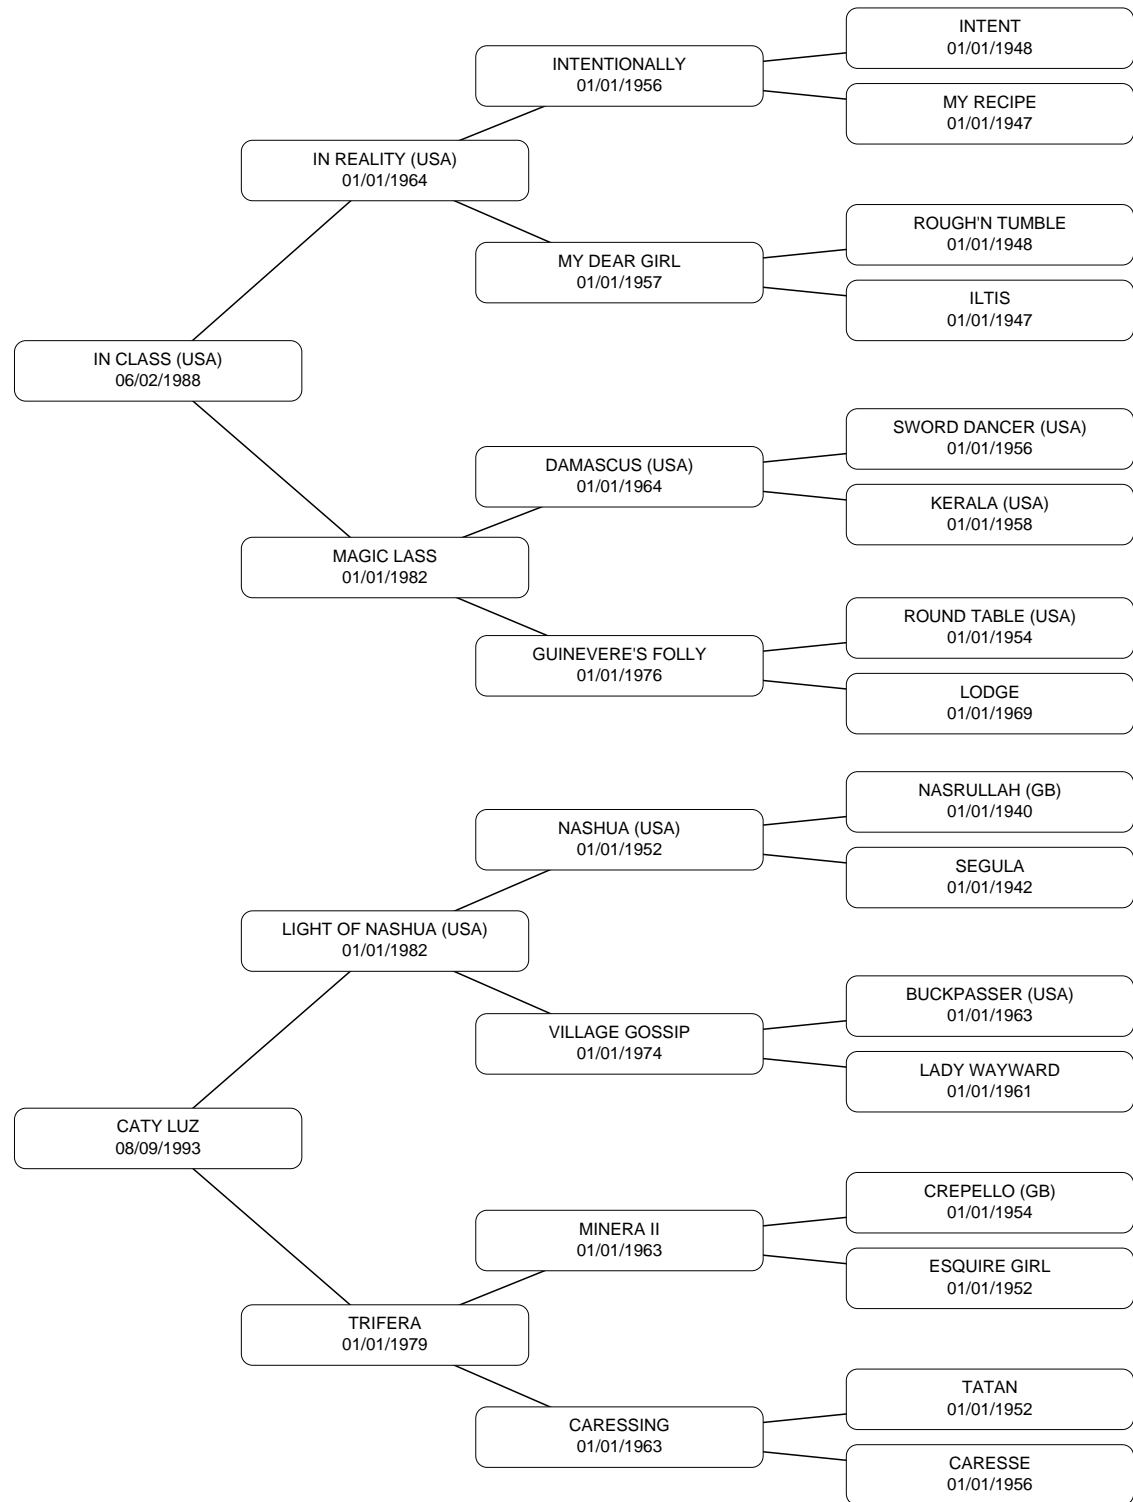 INTENT
01/01/1948
INTENTIONALLY
01/01/1956
MY RECIPE
01/01/1947
IN REALITY (USA)
01/01/1964
ROUGH'N TUMBLE
01/01/1948
MY DEAR GIRL
01/01/1957
ILTIS
01/01/1947
IN CLASS (USA)
06/02/1988
SWORD DANCER (USA)
01/01/1956
DAMASCUS (USA)
01/01/1964
KERALA (USA)
01/01/1958
MAGIC LASS
01/01/1982
ROUND TABLE (USA)
01/01/1954
GUINEVERE'S FOLLY
01/01/1976
LODGE
01/01/1969
NASRULLAH (GB)
01/01/1940
NASHUA (USA)
01/01/1952
SEGULA
01/01/1942
LIGHT OF NASHUA (USA)
01/01/1982
BUCKPASSER (USA)
01/01/1963
VILLAGE GOSSIP
01/01/1974
LADY WAYWARD
01/01/1961
CATY LUZ
08/09/1993
CREPELLO (GB)
01/01/1954
MINERA II
01/01/1963
ESQUIRE GIRL
01/01/1952
TRIFERA
01/01/1979
TATAN
01/01/1952
CARESSING
01/01/1963
CARESSE
01/01/1956